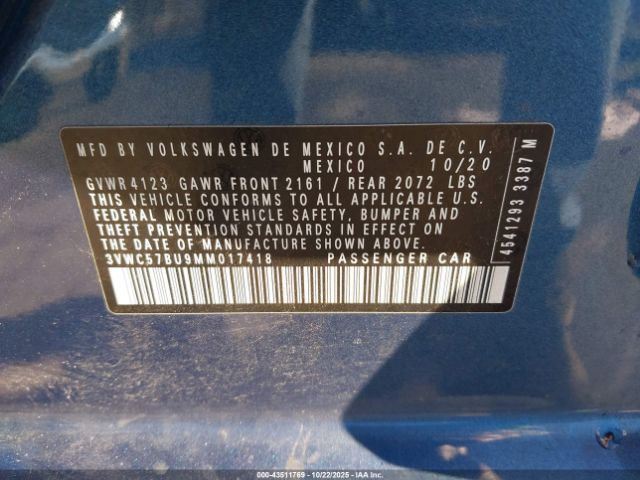 MFD BY VOLKSWAGEN DE MEXICO S.A. DE C.V.
MEXICO 10/20
GVWR 4123 GAWR FRONT 2161 / REAR 2072 LBS
THIS VEHICLE CONFORMS TO ALL APPLICABLE U.S.
FEDERAL MOTOR VEHICLE SAFETY, BUMPER AND
THEFT PREVENTION STANDARDS IN EFFECT ON
THE DATE OF MANUFACTURE SHOWN ABOVE.
3VWC57BU9MM017418 PASSENGER CAR
4541293 3387 M
000-43511769 - 10/22/2025 - IAAI.COM